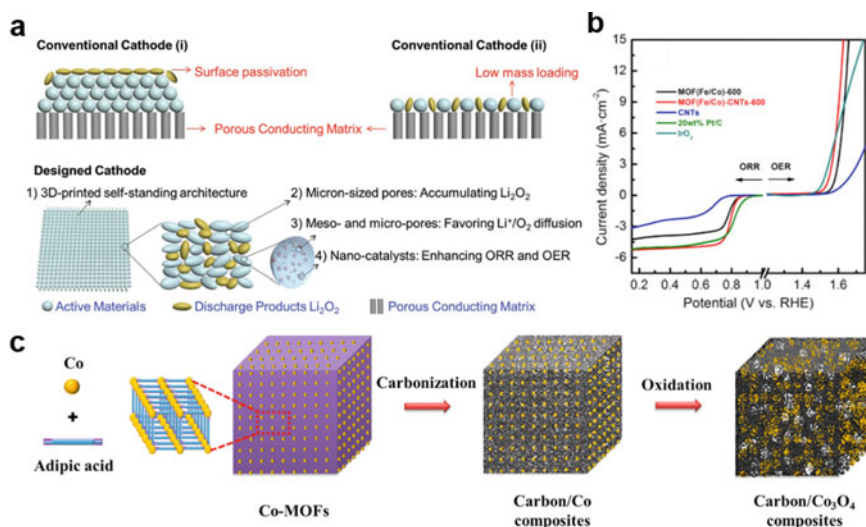 a
Conventional Cathode (i)
Surface passivation
Conventional Cathode (ii)
Low mass loading
Porous Conducting Matrix
Designed Cathode
1) 3D-printed self-standing architecture
2) Micron-sized pores: Accumulating Li₂O₂
3) Meso- and micro-pores: Favoring Li⁺/O₂ diffusion
4) Nano-catalysts: Enhancing ORR and OER
Active Materials
Discharge Products Li₂O₂
Porous Conducting Matrix
b
Current density (mA·cm⁻²)
15
12
9
6
3
0
-3
-6
MOF(Fe/Co)-600
MOF(Fe/Co)-CNTs-600
CNTs
20wt% Pt/C
IrO₂
ORR
OER
0.2
0.4
0.6
0.8
1.0
1.2
1.4
1.6
Potential (V vs. RHE)
c
Co
+
Adipic acid
Co-MOFs
Carbonization
Carbon/Co
composites
Oxidation
Carbon/Co₃O₄
composites